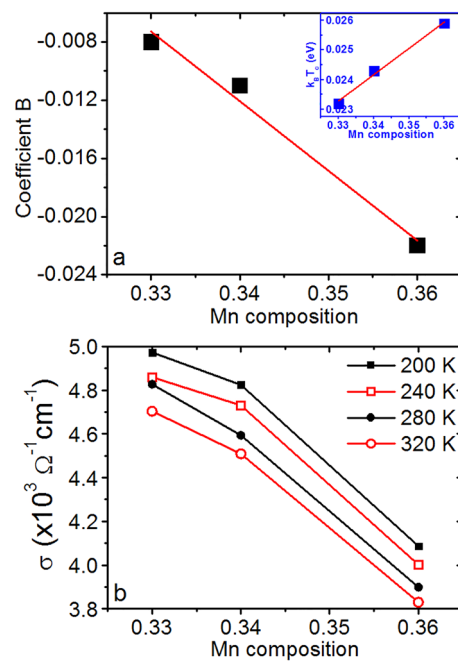 -0.008
-0.012
-0.016
-0.020
-0.024
Coefficient B
a
0.33 0.34 0.35 0.36
Mn composition
0.026
0.025
0.024
0.023
k_B T_c (eV)
0.33 0.34 0.35 0.36
Mn composition
5.0
4.8
4.6
4.4
4.2
4.0
3.8
σ (x10³ Ω⁻¹cm⁻¹)
200 K
240 K
280 K
320 K
b
0.33 0.34 0.35 0.36
Mn composition